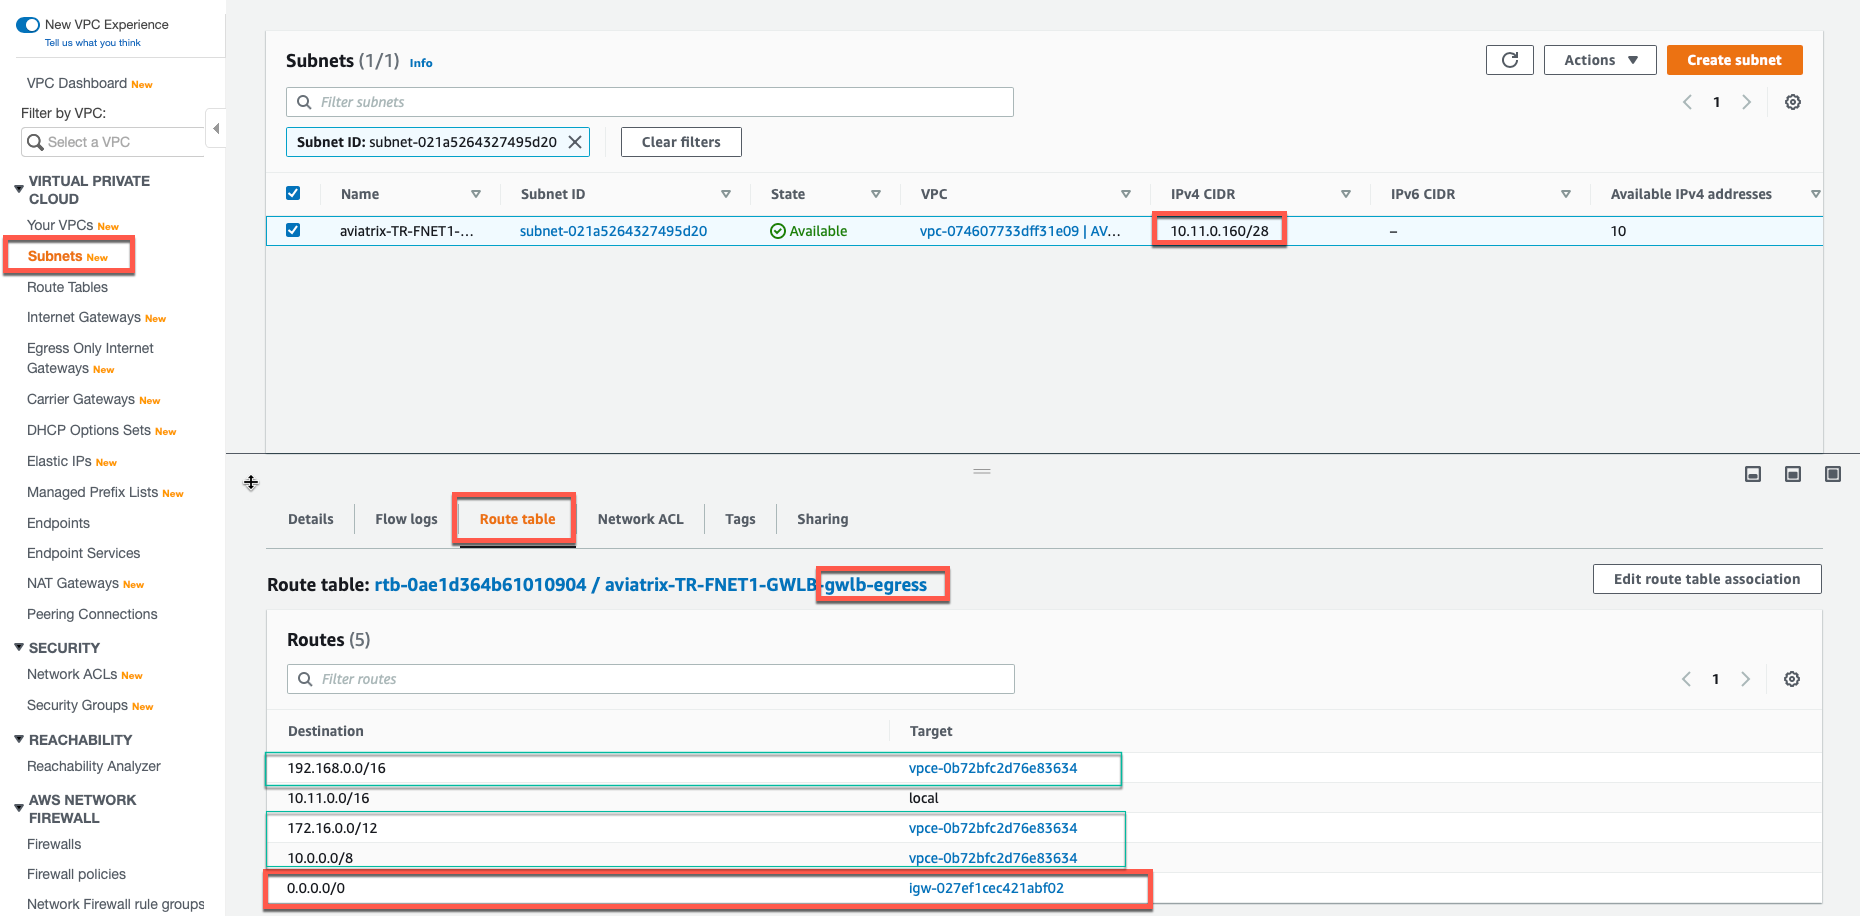 New VPC Experience
Tell us what you think
VPC Dashboard New
Filter by VPC:
Select a VPC
VIRTUAL PRIVATE
CLOUD
Your VPCs New
Subnets New
Route Tables
Internet Gateways New
Egress Only Internet
Gateways New
Carrier Gateways New
DHCP Options Sets New
Elastic IPs New
Managed Prefix Lists New
Endpoints
Endpoint Services
NAT Gateways New
Peering Connections
SECURITY
Network ACLs New
Security Groups New
REACHABILITY
Reachability Analyzer
AWS NETWORK
FIREWALL
Firewalls
Firewall policies
Network Firewall rule groups
Subnets (1/1) Info
Actions
Create subnet
Filter subnets
1
Subnet ID: subnet-021a5264327495d20
Clear filters
Name Subnet ID State VPC IPv4 CIDR IPv6 CIDR Available IPv4 addresses
aviatrix-TR-FNET1-... subnet-021a5264327495d20 Available vpc-074607733dff31e09 | AV... 10.11.0.160/28 – 10
Details Flow logs Route table Network ACL Tags Sharing
Route table: rtb-0ae1d364b61010904 / aviatrix-TR-FNET1-GWLB-gwlb-egress
Edit route table association
Routes (5)
Filter routes
1
Destination Target
192.168.0.0/16 vpce-0b72bfc2d76e83634
10.11.0.0/16 local
172.16.0.0/12 vpce-0b72bfc2d76e83634
10.0.0.0/8 vpce-0b72bfc2d76e83634
0.0.0.0/0 igw-027ef1cec421abf02